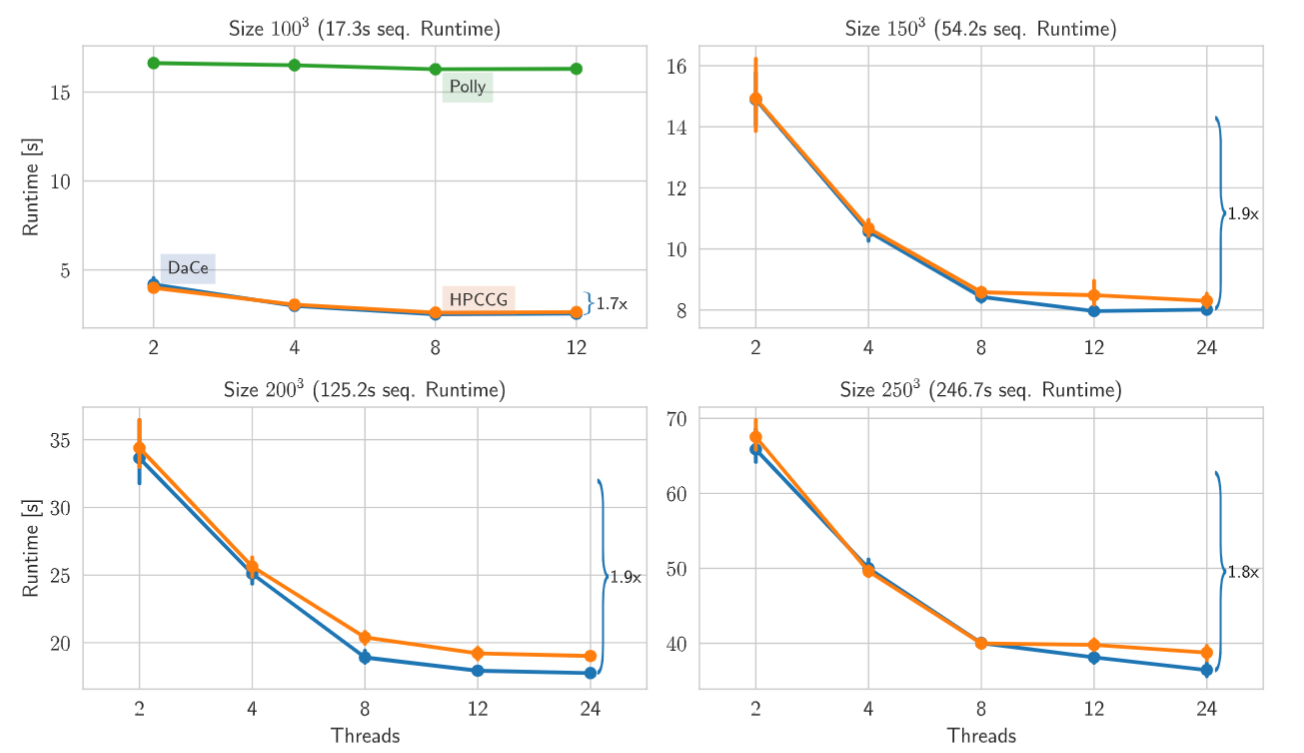 Size 100³ (17.3s seq. Runtime)
Runtime [s]
15
10
5
Polly
DaCe
HPCCG
1.7x
2 4 8 12
Size 150³ (54.2s seq. Runtime)
16
14
12
10
8
1.9x
2 4 8 12 24
Size 200³ (125.2s seq. Runtime)
Runtime [s]
35
30
25
20
1.9x
2 4 8 12 24
Threads
Size 250³ (246.7s seq. Runtime)
70
60
50
40
1.8x
2 4 8 12 24
Threads